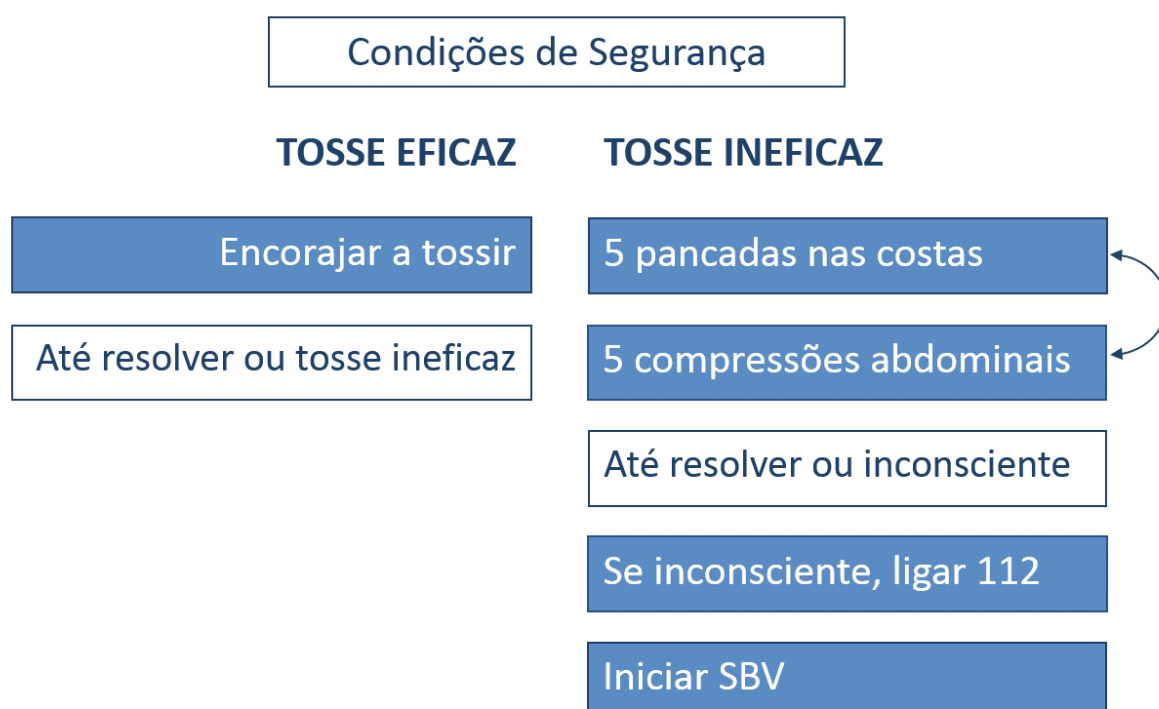 Condições de Segurança
TOSSE EFICAZ
TOSSE INEFICAZ
Encorajar a tossir
5 pancadas nas costas
Até resolver ou tosse ineficaz
5 compressões abdominais
Até resolver ou inconsciente
Se inconsciente, ligar 112
Iniciar SBV